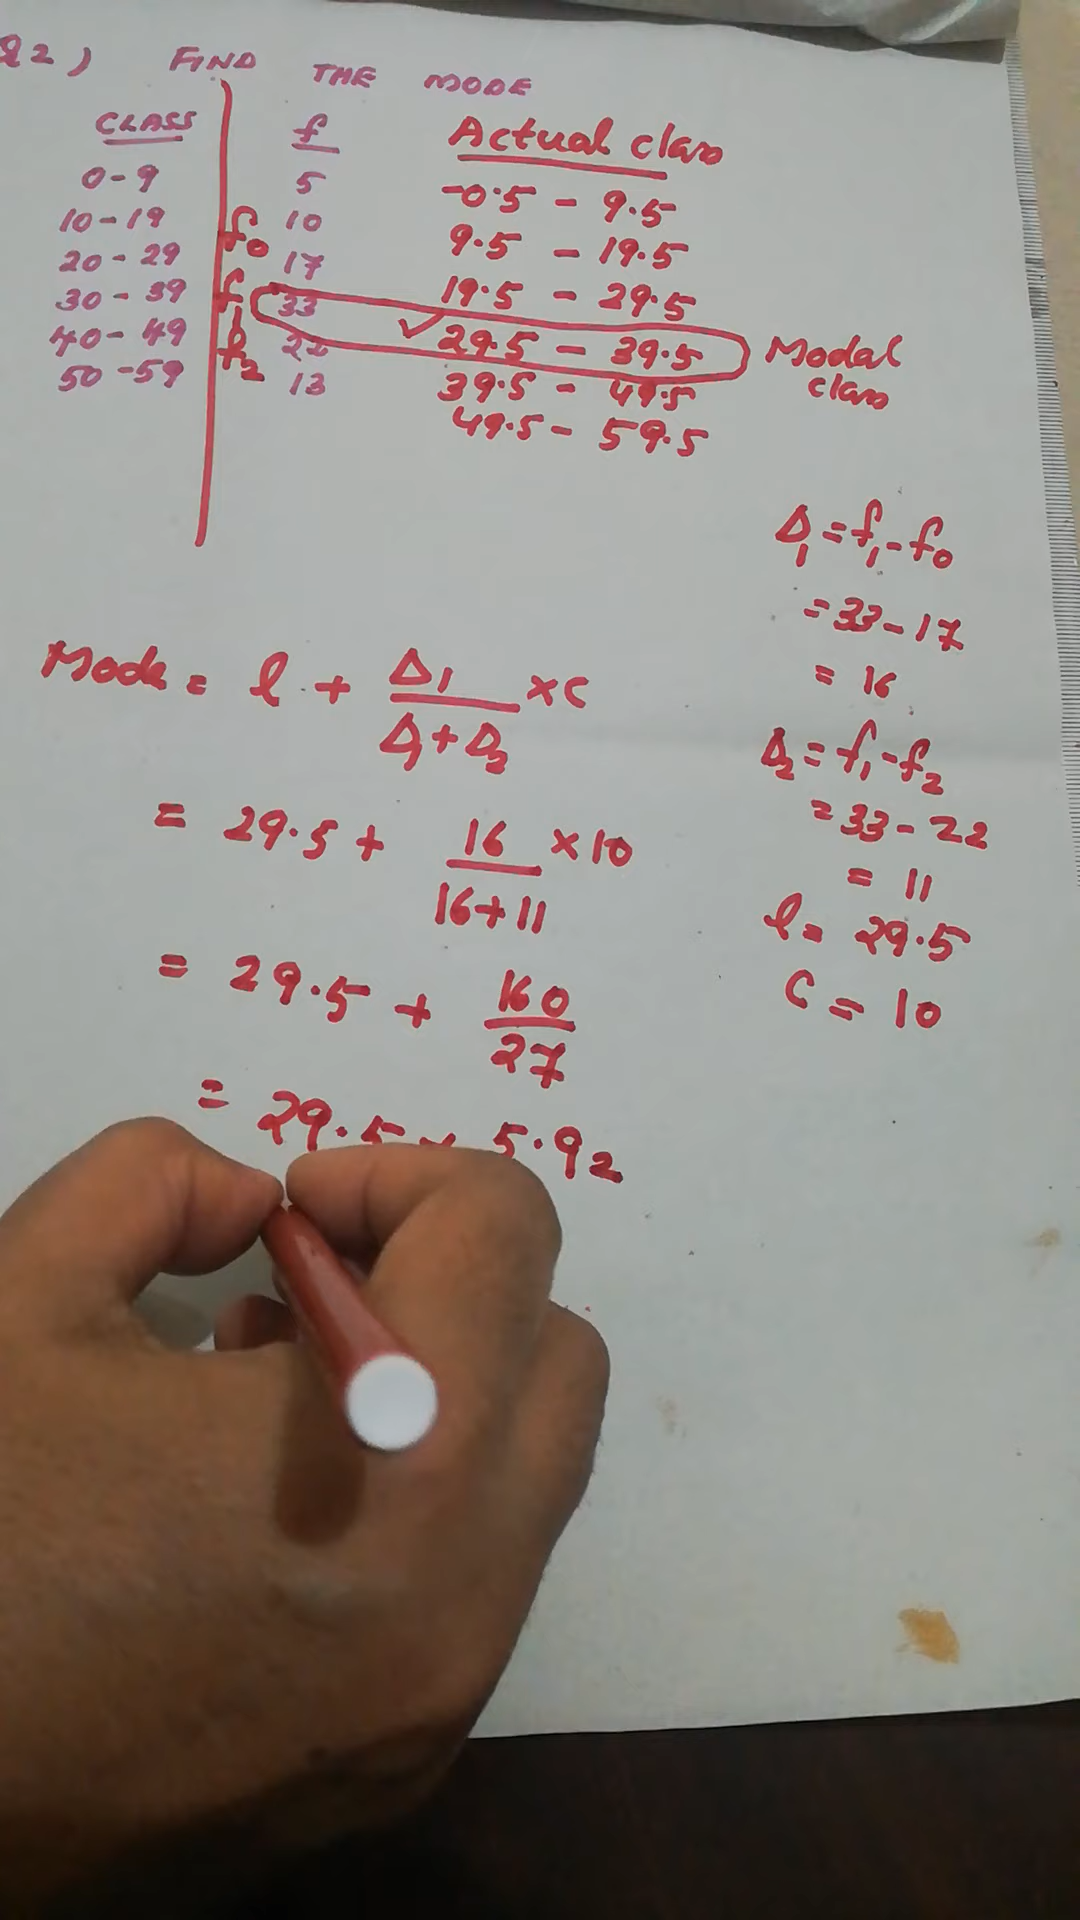 Q2) FIND THE MODE
CLASS f Actual class
0-9 5 -0.5 - 9.5
10-19 10 9.5 - 19.5
20-29 f0 17 19.5 - 29.5
30-39 f1 33 ✓29.5 - 39.5 Modal class
40-49 f2 22 39.5 - 49.5
50-59 13 49.5 - 59.5
Δ1 = f1 - f0
= 33 - 17
= 16
Δ2 = f1 - f2
= 33 - 22
= 11
l = 29.5
C = 10
Mode = l + Δ1/(Δ1 + Δ2) × C
= 29.5 + 16/(16+11) × 10
= 29.5 + 160/27
= 29.5 + 5.92